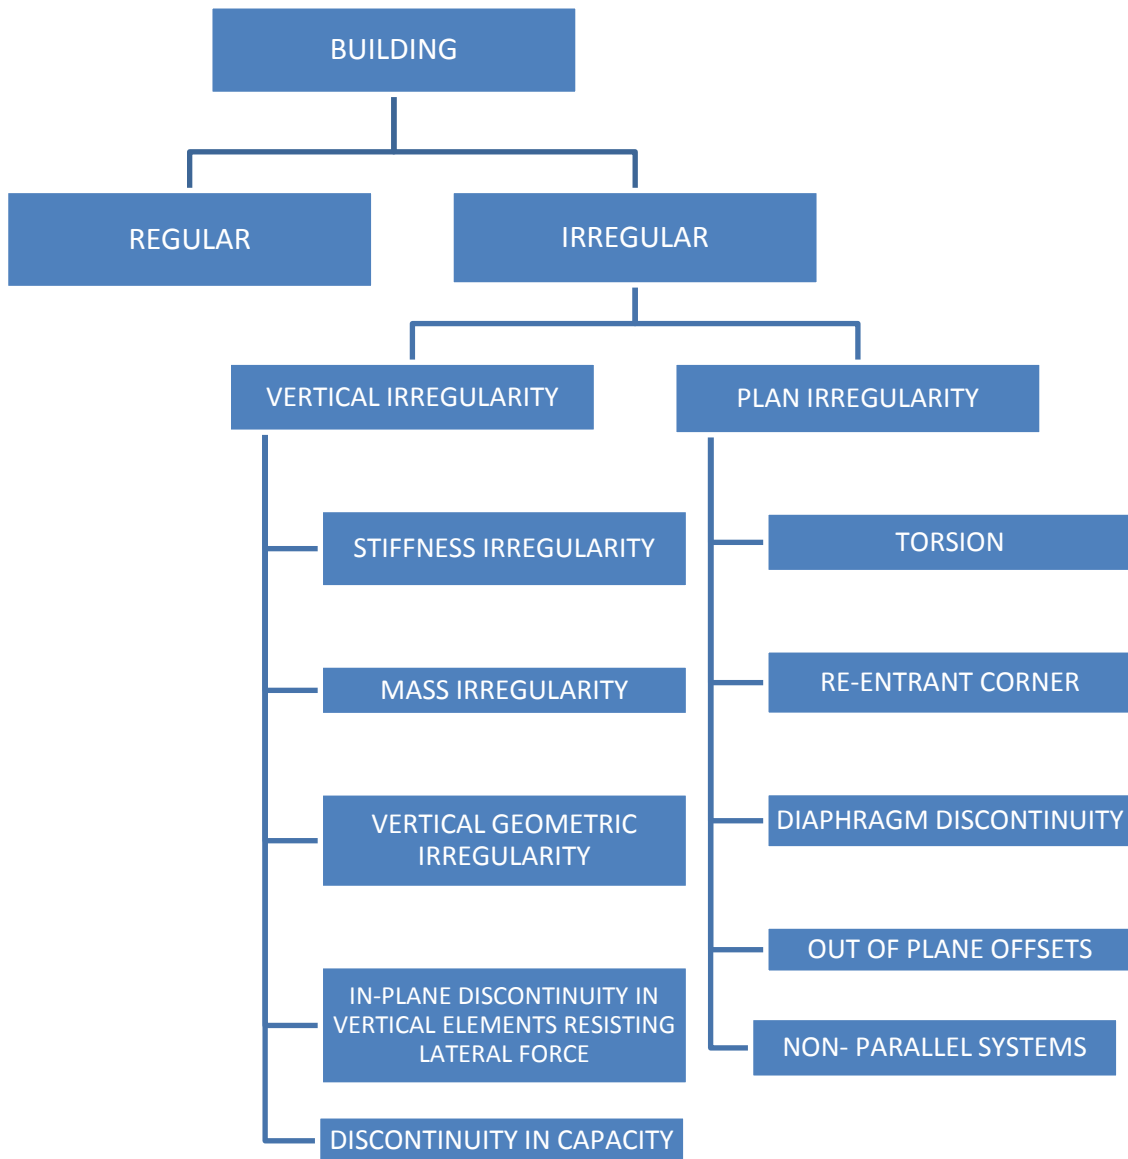 BUILDING
REGULAR
IRREGULAR
VERTICAL IRREGULARITY
PLAN IRREGULARITY
STIFFNESS IRREGULARITY
MASS IRREGULARITY
VERTICAL GEOMETRIC
IRREGULARITY
IN-PLANE DISCONTINUITY IN
VERTICAL ELEMENTS RESISTING
LATERAL FORCE
DISCONTINUITY IN CAPACITY
TORSION
RE-ENTRANT CORNER
DIAPHRAGM DISCONTINUITY
OUT OF PLANE OFFSETS
NON- PARALLEL SYSTEMS